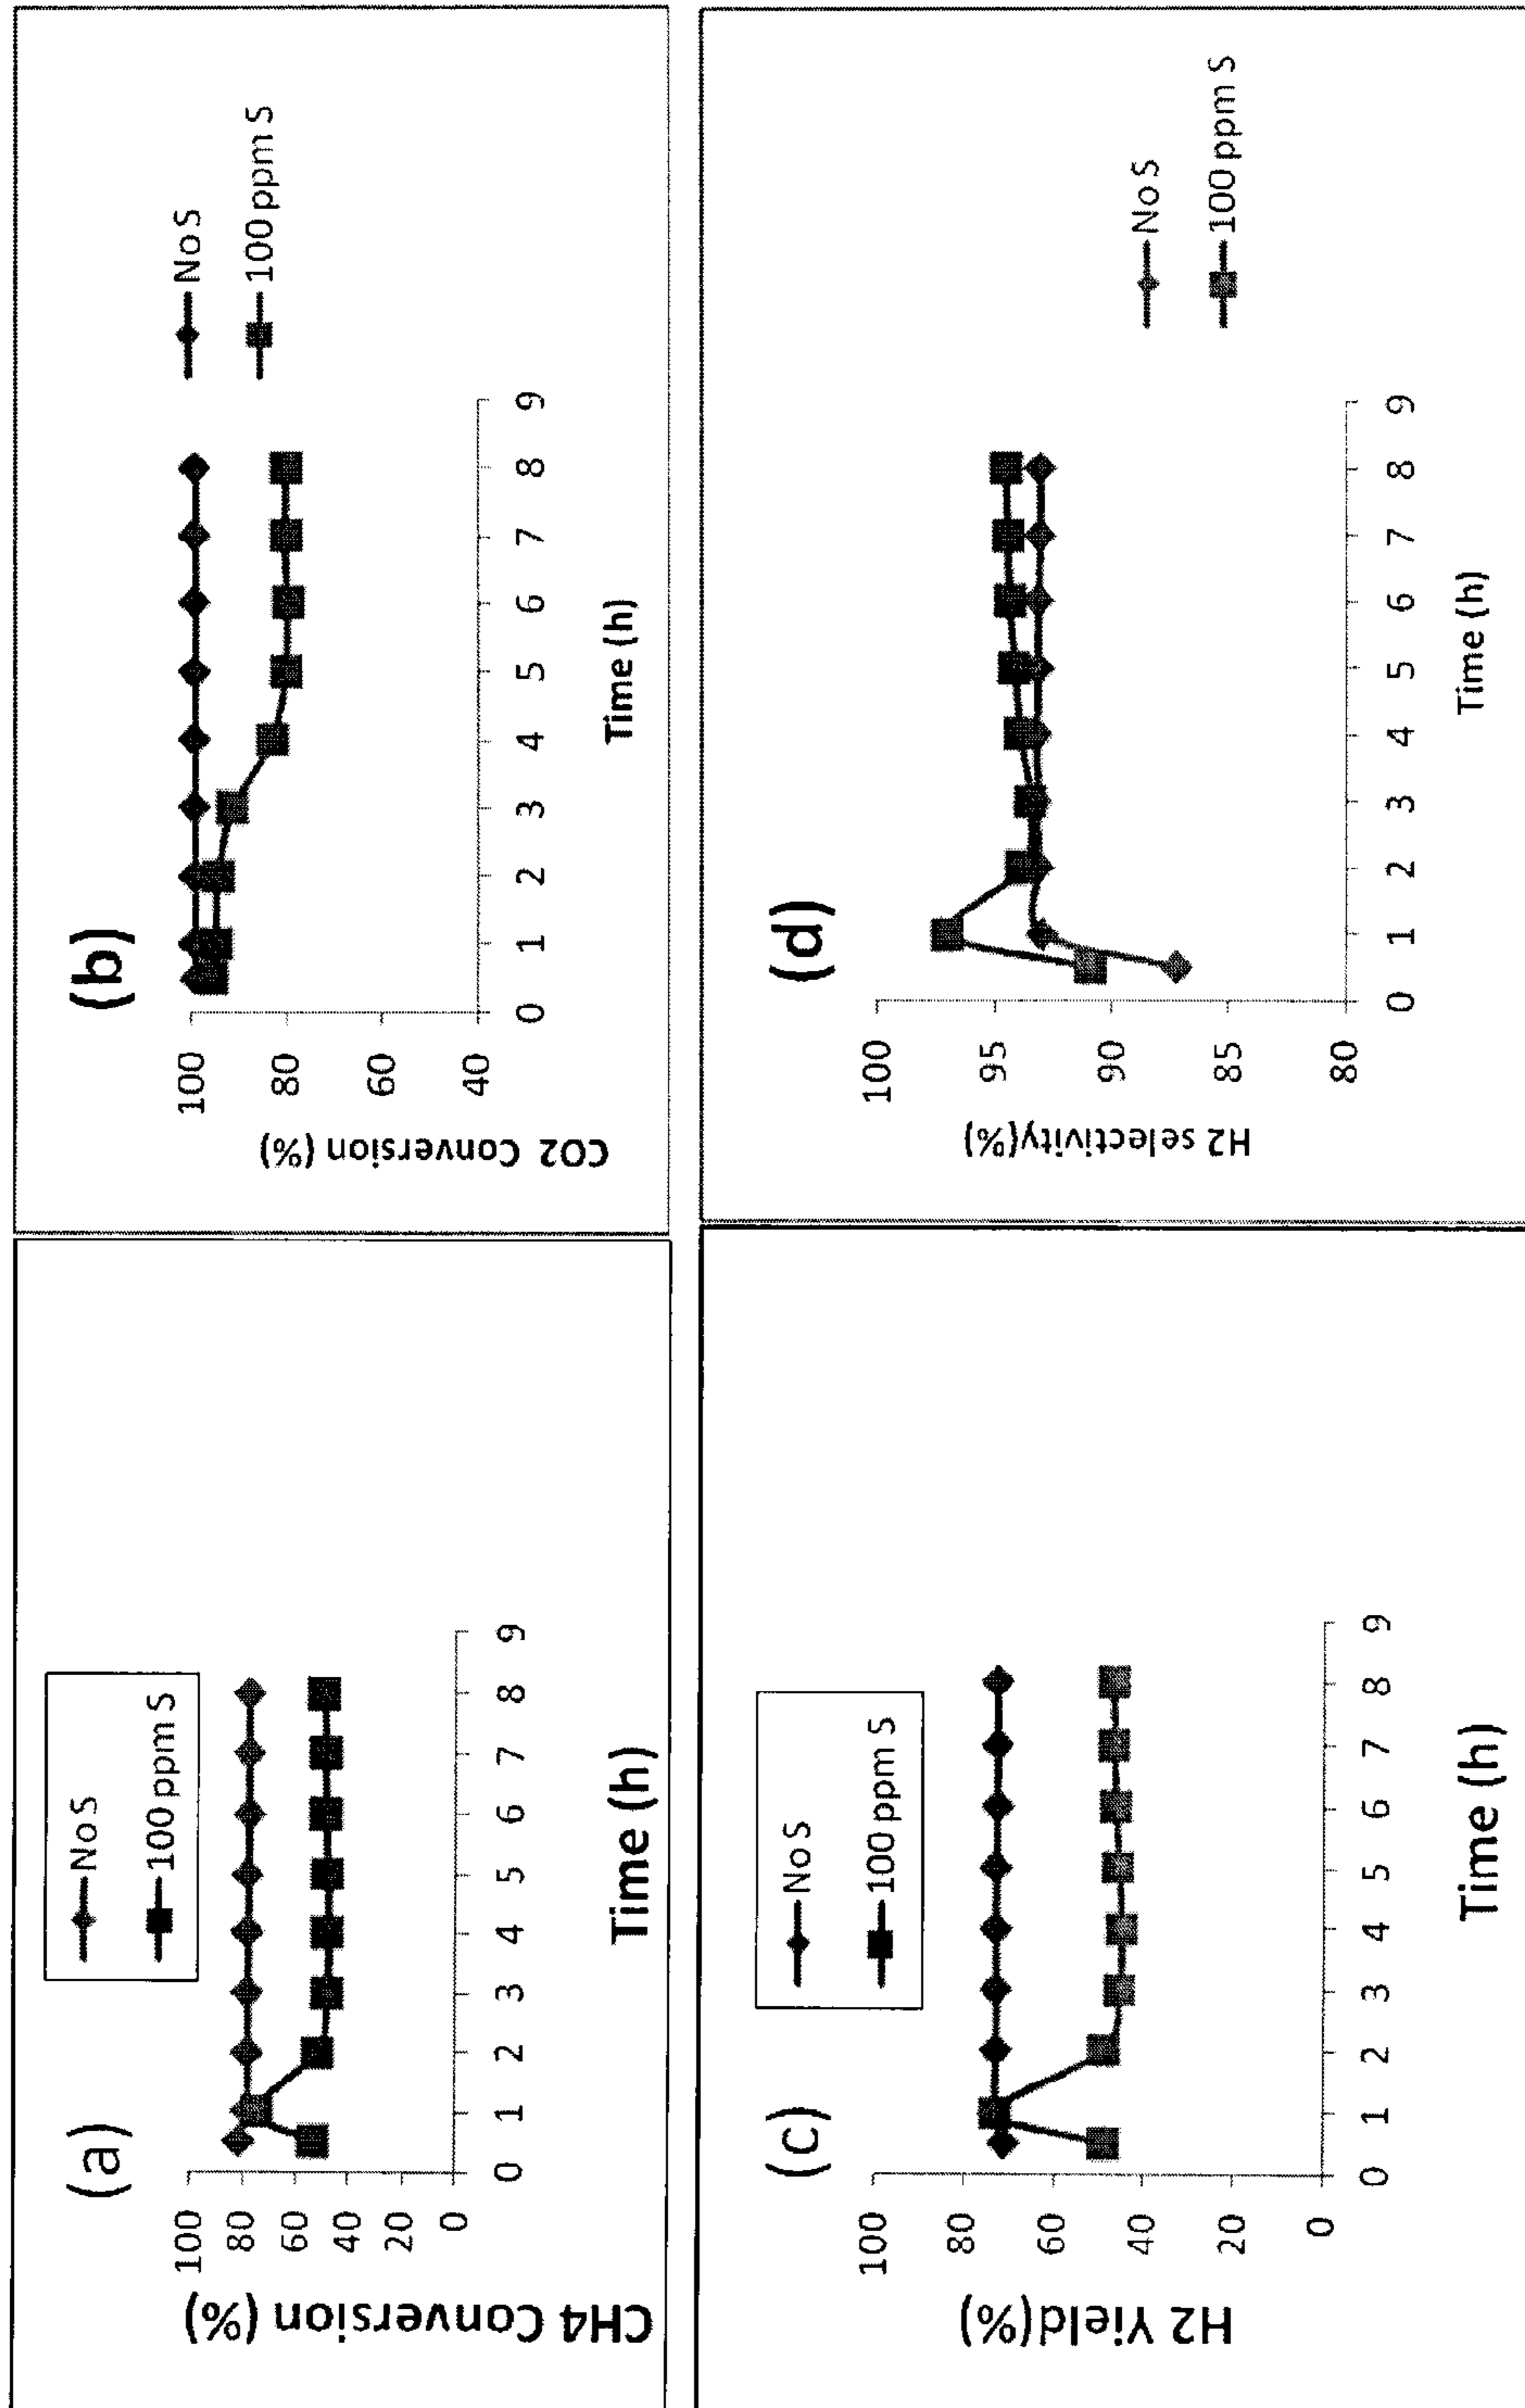 (a)
NoS
100 ppm S
CH4 Conversion (%)
100
80
60
40
20
0
0 1 2 3 4 5 6 7 8 9
Time (h)
(b)
NoS
100 ppm S
CO2 Conversion (%)
100
80
60
40
0 1 2 3 4 5 6 7 8 9
Time (h)
(c)
NoS
100 ppm S
H2 Yield(%)
100
80
60
40
20
0
0 1 2 3 4 5 6 7 8 9
Time (h)
(d)
NoS
100 ppm S
H2 selectivity(%)
100
95
90
85
80
0 1 2 3 4 5 6 7 8 9
Time (h)